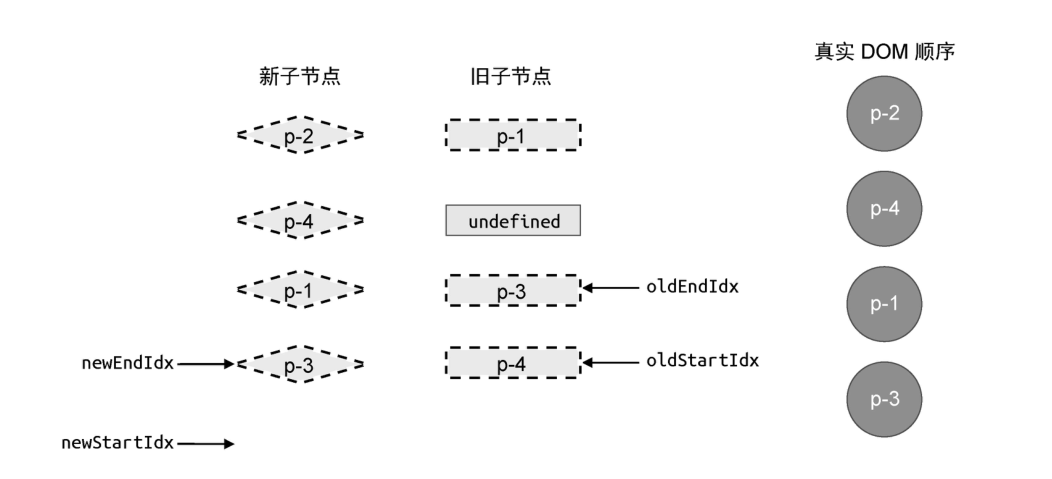 新子节点
p-2
p-4
p-1
p-3
newEndIdx
newStartIdx
旧子节点
p-1
undefined
p-3
p-4
oldEndIdx
oldStartIdx
真实 DOM 顺序
p-2
p-4
p-1
p-3